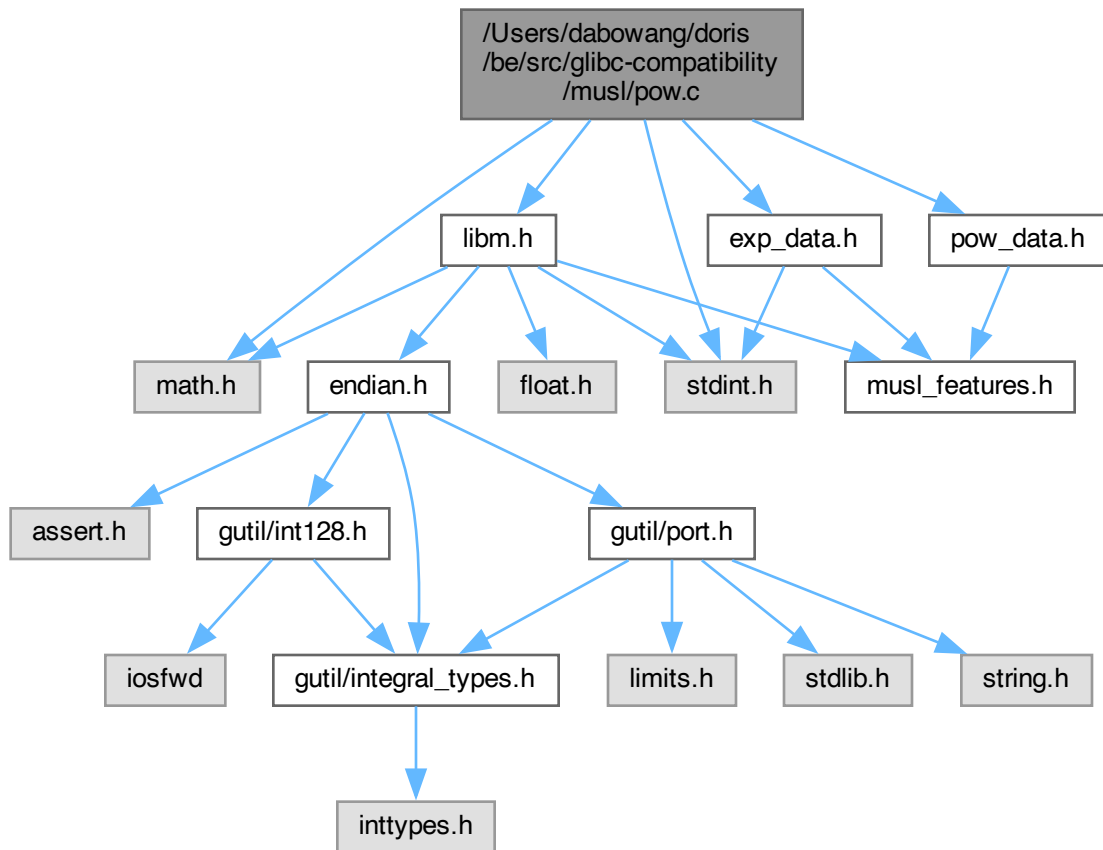 /Users/dabowang/doris
/be/src/glibc-compatibility
/musl/pow.c
libm.h
exp_data.h
pow_data.h
math.h
endian.h
float.h
stdint.h
musl_features.h
assert.h
gutil/int128.h
gutil/port.h
iosfwd
gutil/integral_types.h
limits.h
stdlib.h
string.h
inttypes.h